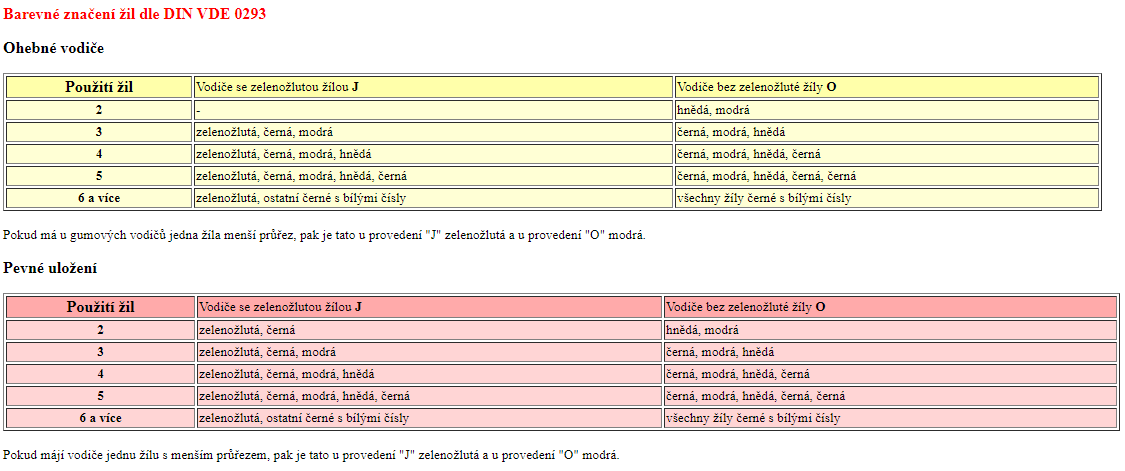 Barevné značení žil dle DIN VDE 0293
Ohebné vodiče
Použití žil Vodiče se zelenožlutou žílou J Vodiče bez zelenožluté žíly O
2 - hnědá, modrá
3 zelenožlutá, černá, modrá černá, modrá, hnědá
4 zelenožlutá, černá, modrá, hnědá černá, modrá, hnědá, černá
5 zelenožlutá, černá, modrá, hnědá, černá černá, modrá, hnědá, černá, černá
6 a více zelenožlutá, ostatní černé s bílými čísly všechny žíly černé s bílými čísly
Pokud má u gumových vodičů jedna žíla menší průřez, pak je tato u provedení "J" zelenožlutá a u provedení "O" modrá.
Pevné uložení
Použití žil Vodiče se zelenožlutou žílou J Vodiče bez zelenožluté žíly O
2 zelenožlutá, černá hnědá, modrá
3 zelenožlutá, černá, modrá černá, modrá, hnědá
4 zelenožlutá, černá, modrá, hnědá černá, modrá, hnědá, černá
5 zelenožlutá, černá, modrá, hnědá, černá černá, modrá, hnědá, černá, černá
6 a více zelenožlutá, ostatní černé s bílými čísly všechny žíly černé s bílými čísly
Pokud májí vodiče jednu žílu s menším průřezem, pak je tato u provedení "J" zelenožlutá a u provedení "O" modrá.